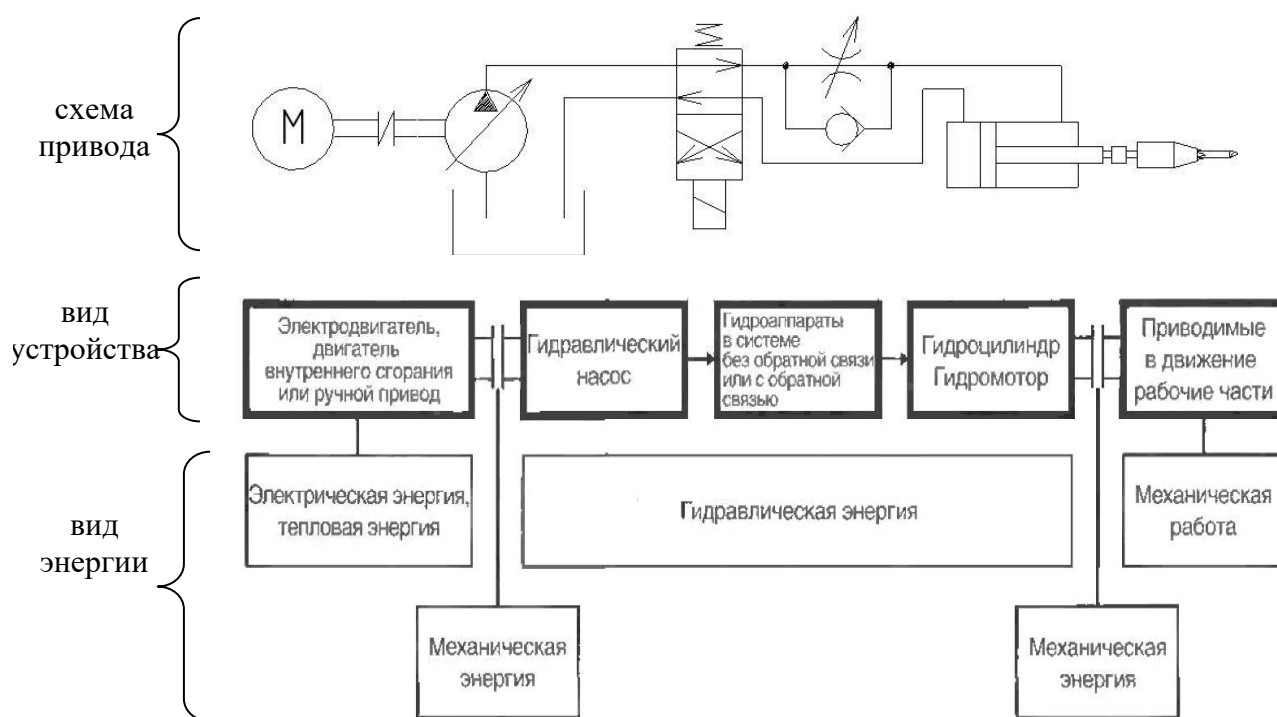 схема
привода
M
вид
устройства
Электродвигатель,
двигатель
внутреннего сгорания
или ручной привод
Гидравлический
насос
Гидроаппараты
в системе
без обратной связи
или с обратной
связью
Гидроцилиндр
Гидромотор
Приводимые
в движение
рабочие части
вид
энергии
Электрическая энергия,
тепловая энергия
Гидравлическая энергия
Механическая
работа
Механическая
энергия
Механическая
энергия